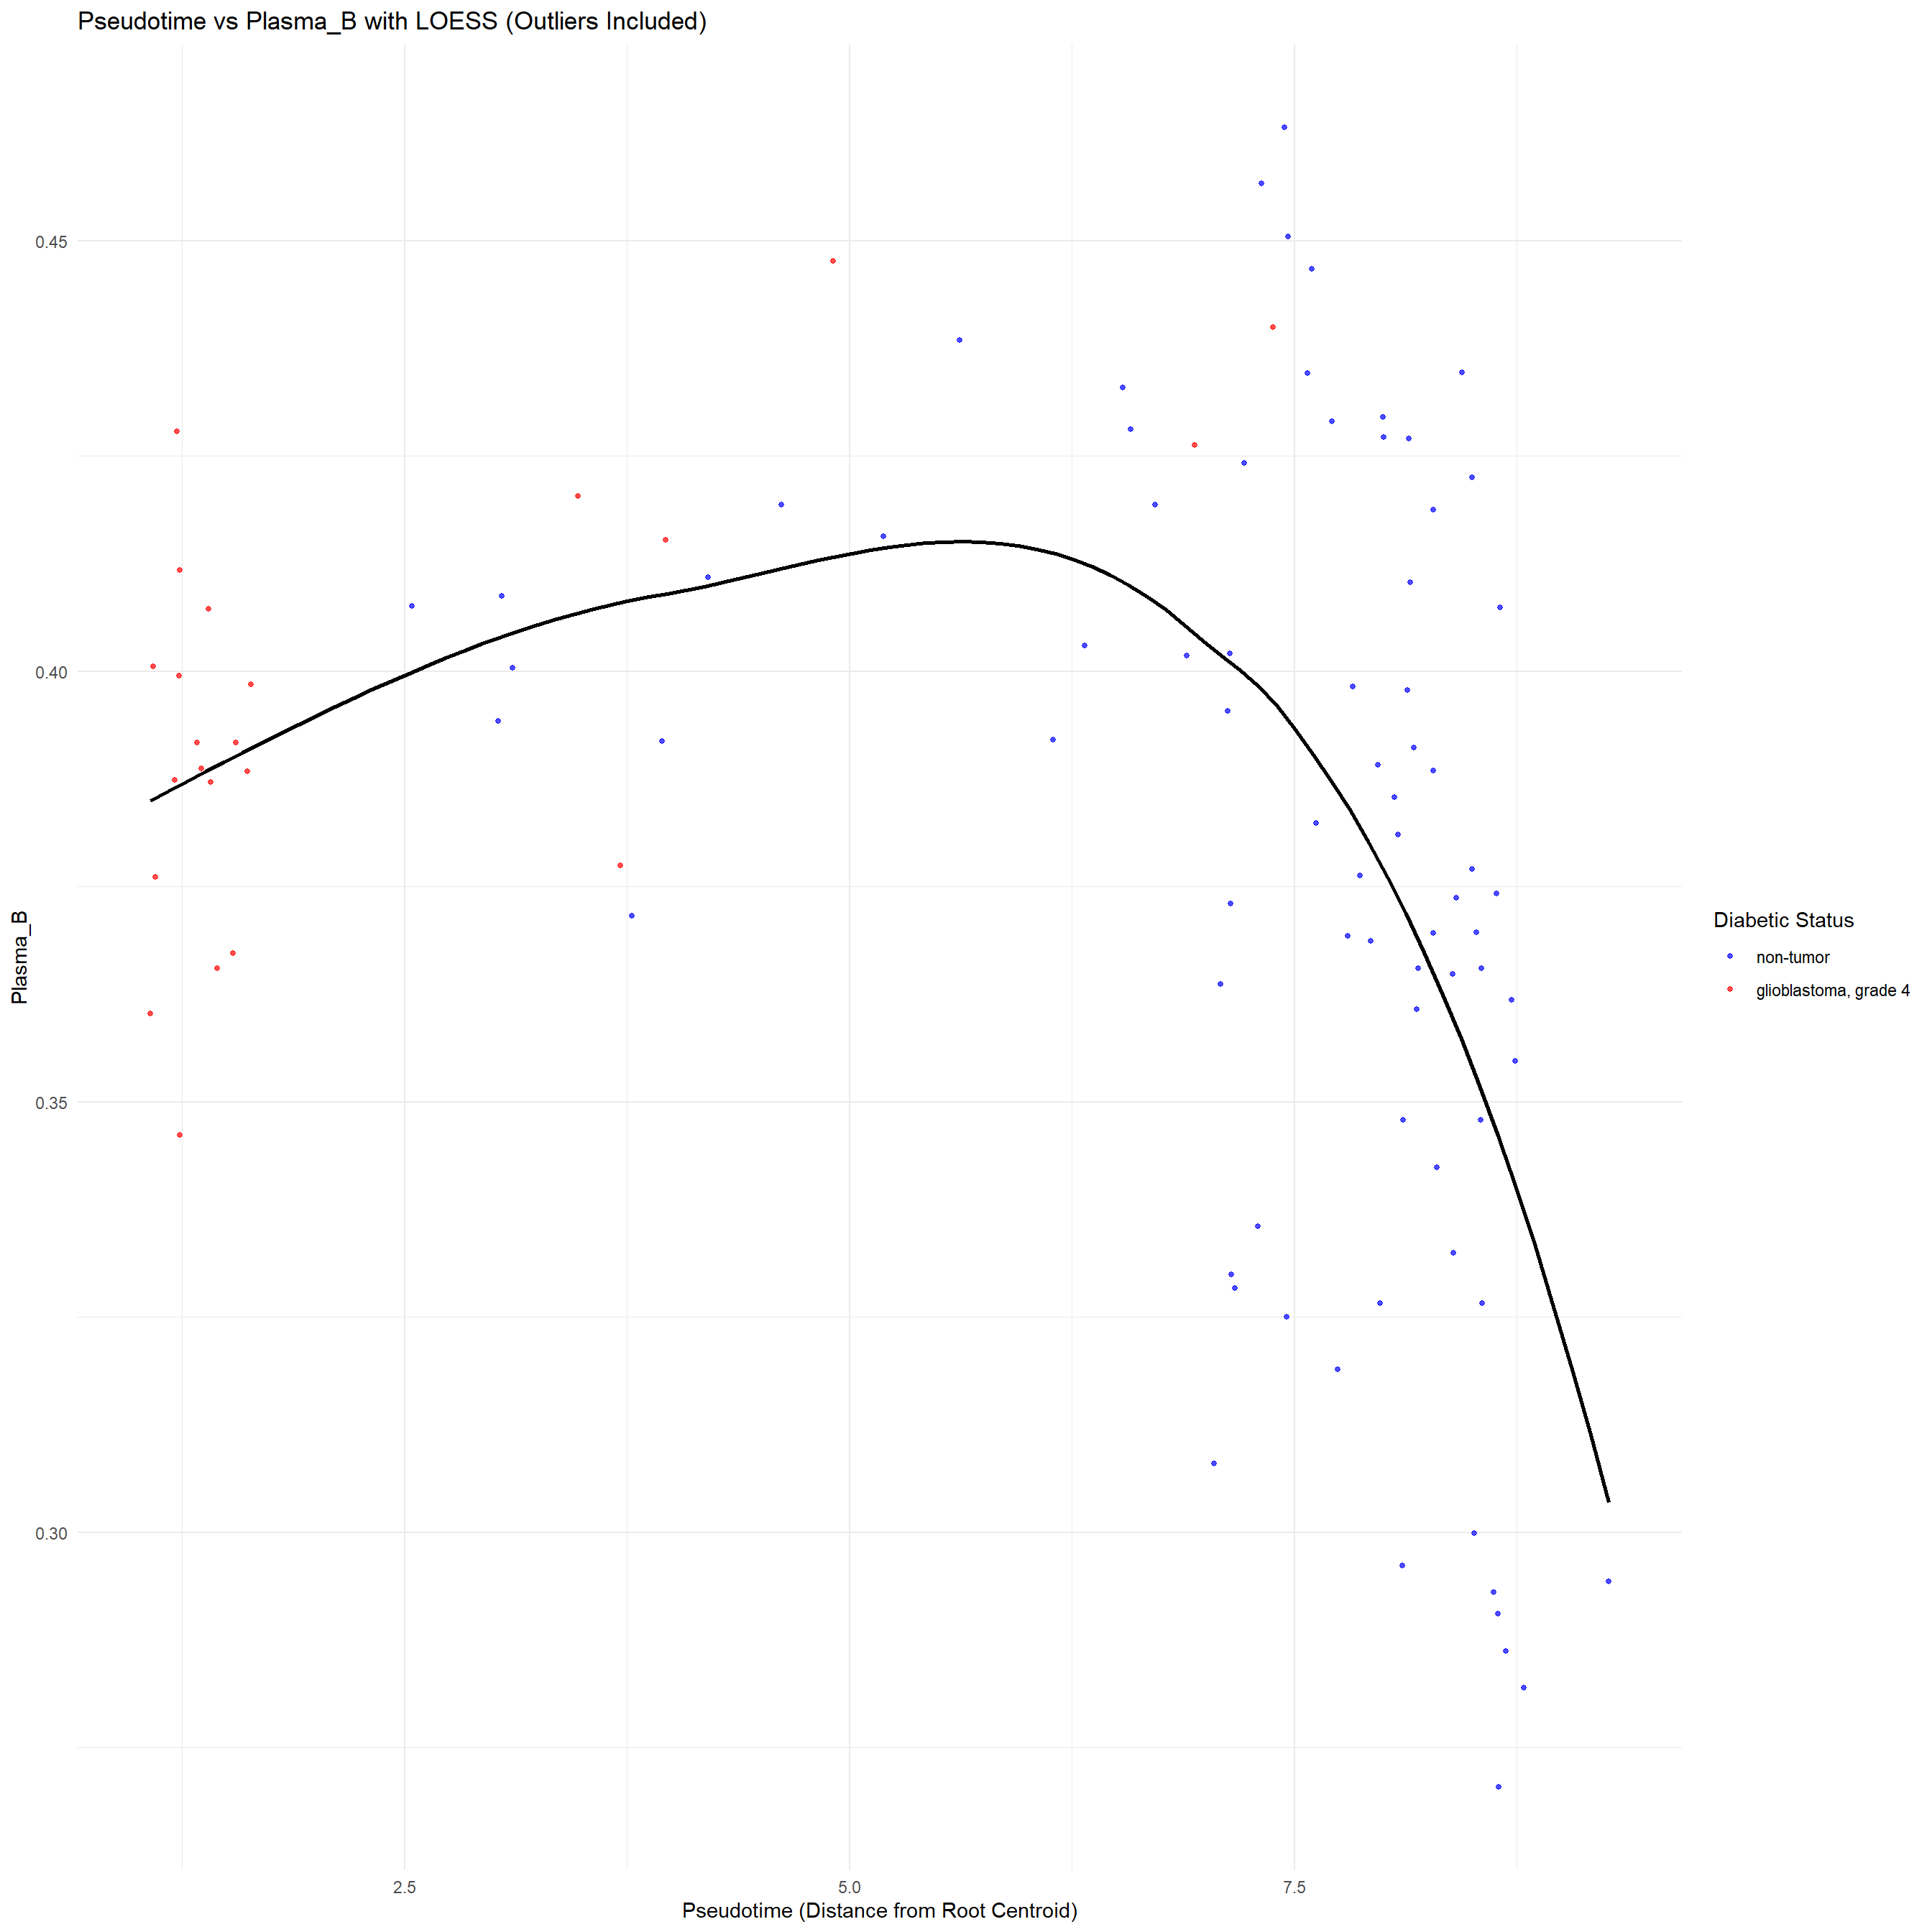 Pseudotime vs Plasma_B with LOESS (Outliers Included)
Plasma_B
0.45
0.40
0.35
0.30
2.5
5.0
7.5
Pseudotime (Distance from Root Centroid)
Diabetic Status
non-tumor
glioblastoma, grade 4